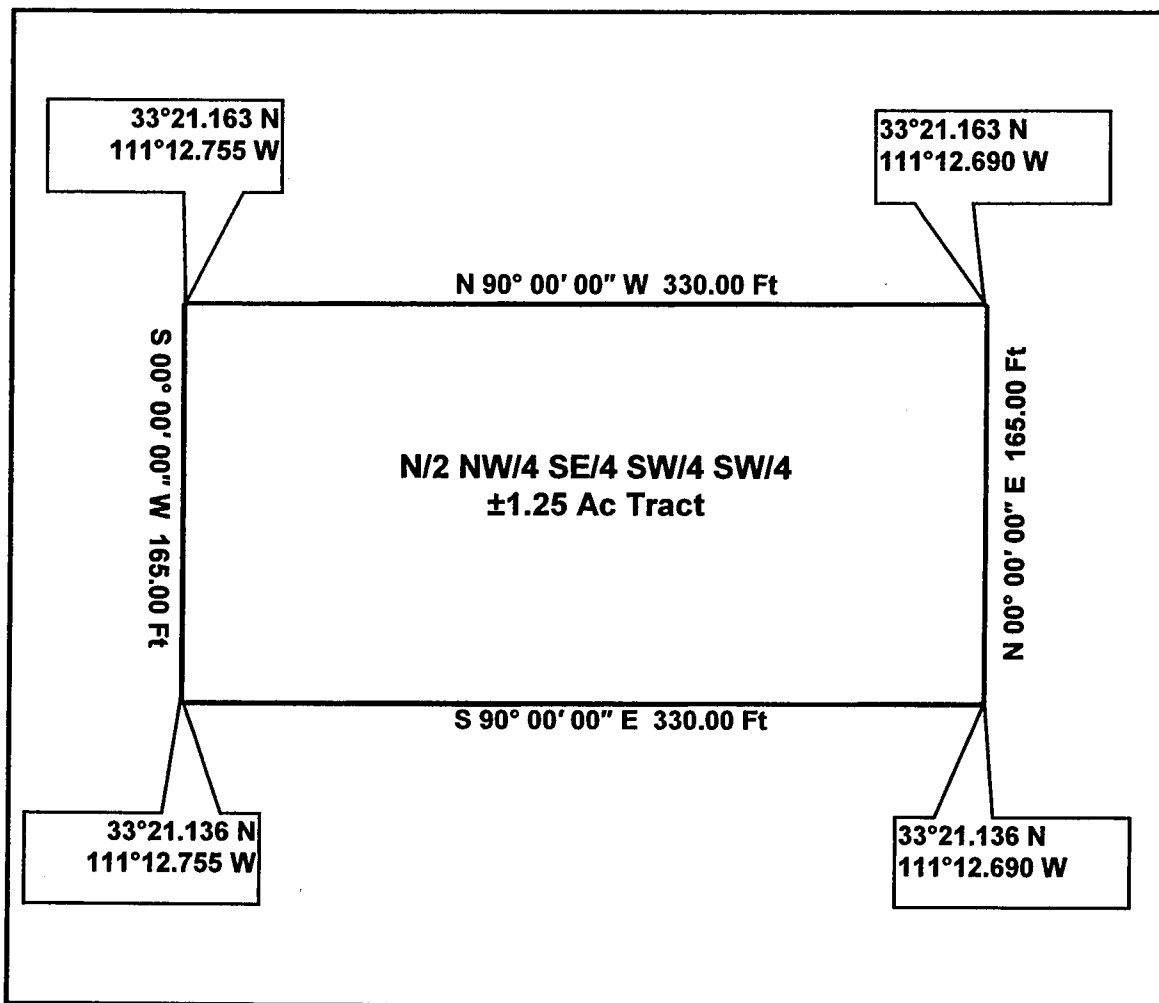 33°21.163 N
111°12.755 W
33°21.163 N
111°12.690 W
N 90° 00′ 00″ W 330.00 Ft
S 00° 00′ 00″ W 165.00 Ft
N/2 NW/4 SE/4 SW/4 SW/4
±1.25 Ac Tract
N 00° 00′ 00″ E 165.00 Ft
S 90° 00′ 00″ E 330.00 Ft
33°21.136 N
111°12.755 W
33°21.136 N
111°12.690 W